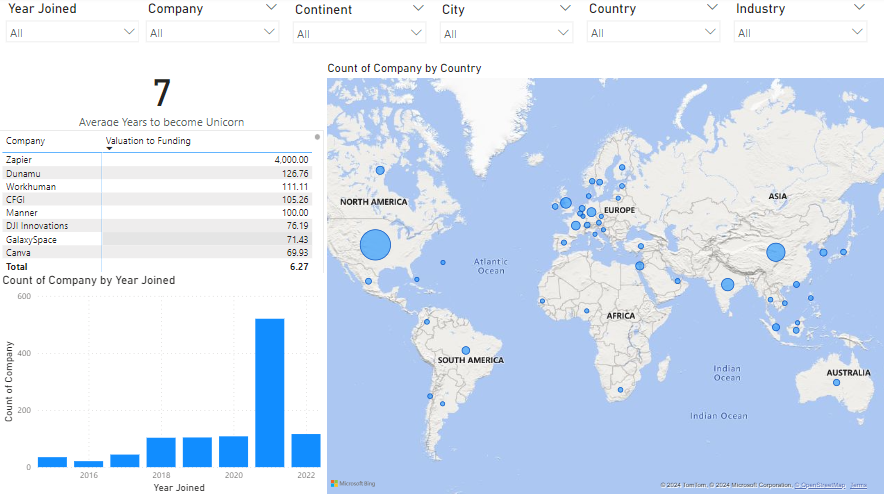 Year Joined
All
Company
All
Continent
All
City
All
Country
All
Industry
All
7
Average Years to become Unicorn
Company Valuation to Funding
Zapier 4,000.00
Dunamu 126.76
Workhuman 111.11
CFGI 105.26
Manner 100.00
DJI Innovations 76.19
GalaxySpace 71.43
Canva 69.93
Total 6.27
Count of Company by Year Joined
Count of Company
600
400
200
0
2016 2018 2020 2022
Year Joined
Count of Company by Country
NORTH AMERICA
EUROPE
ASIA
Atlantic
Ocean
AFRICA
SOUTH AMERICA
Indian
Ocean
AUSTRALIA
Indian Ocean
Microsoft Bing
© 2024 TomTom, © 2024 Microsoft Corporation, © OpenStreetMap Terms